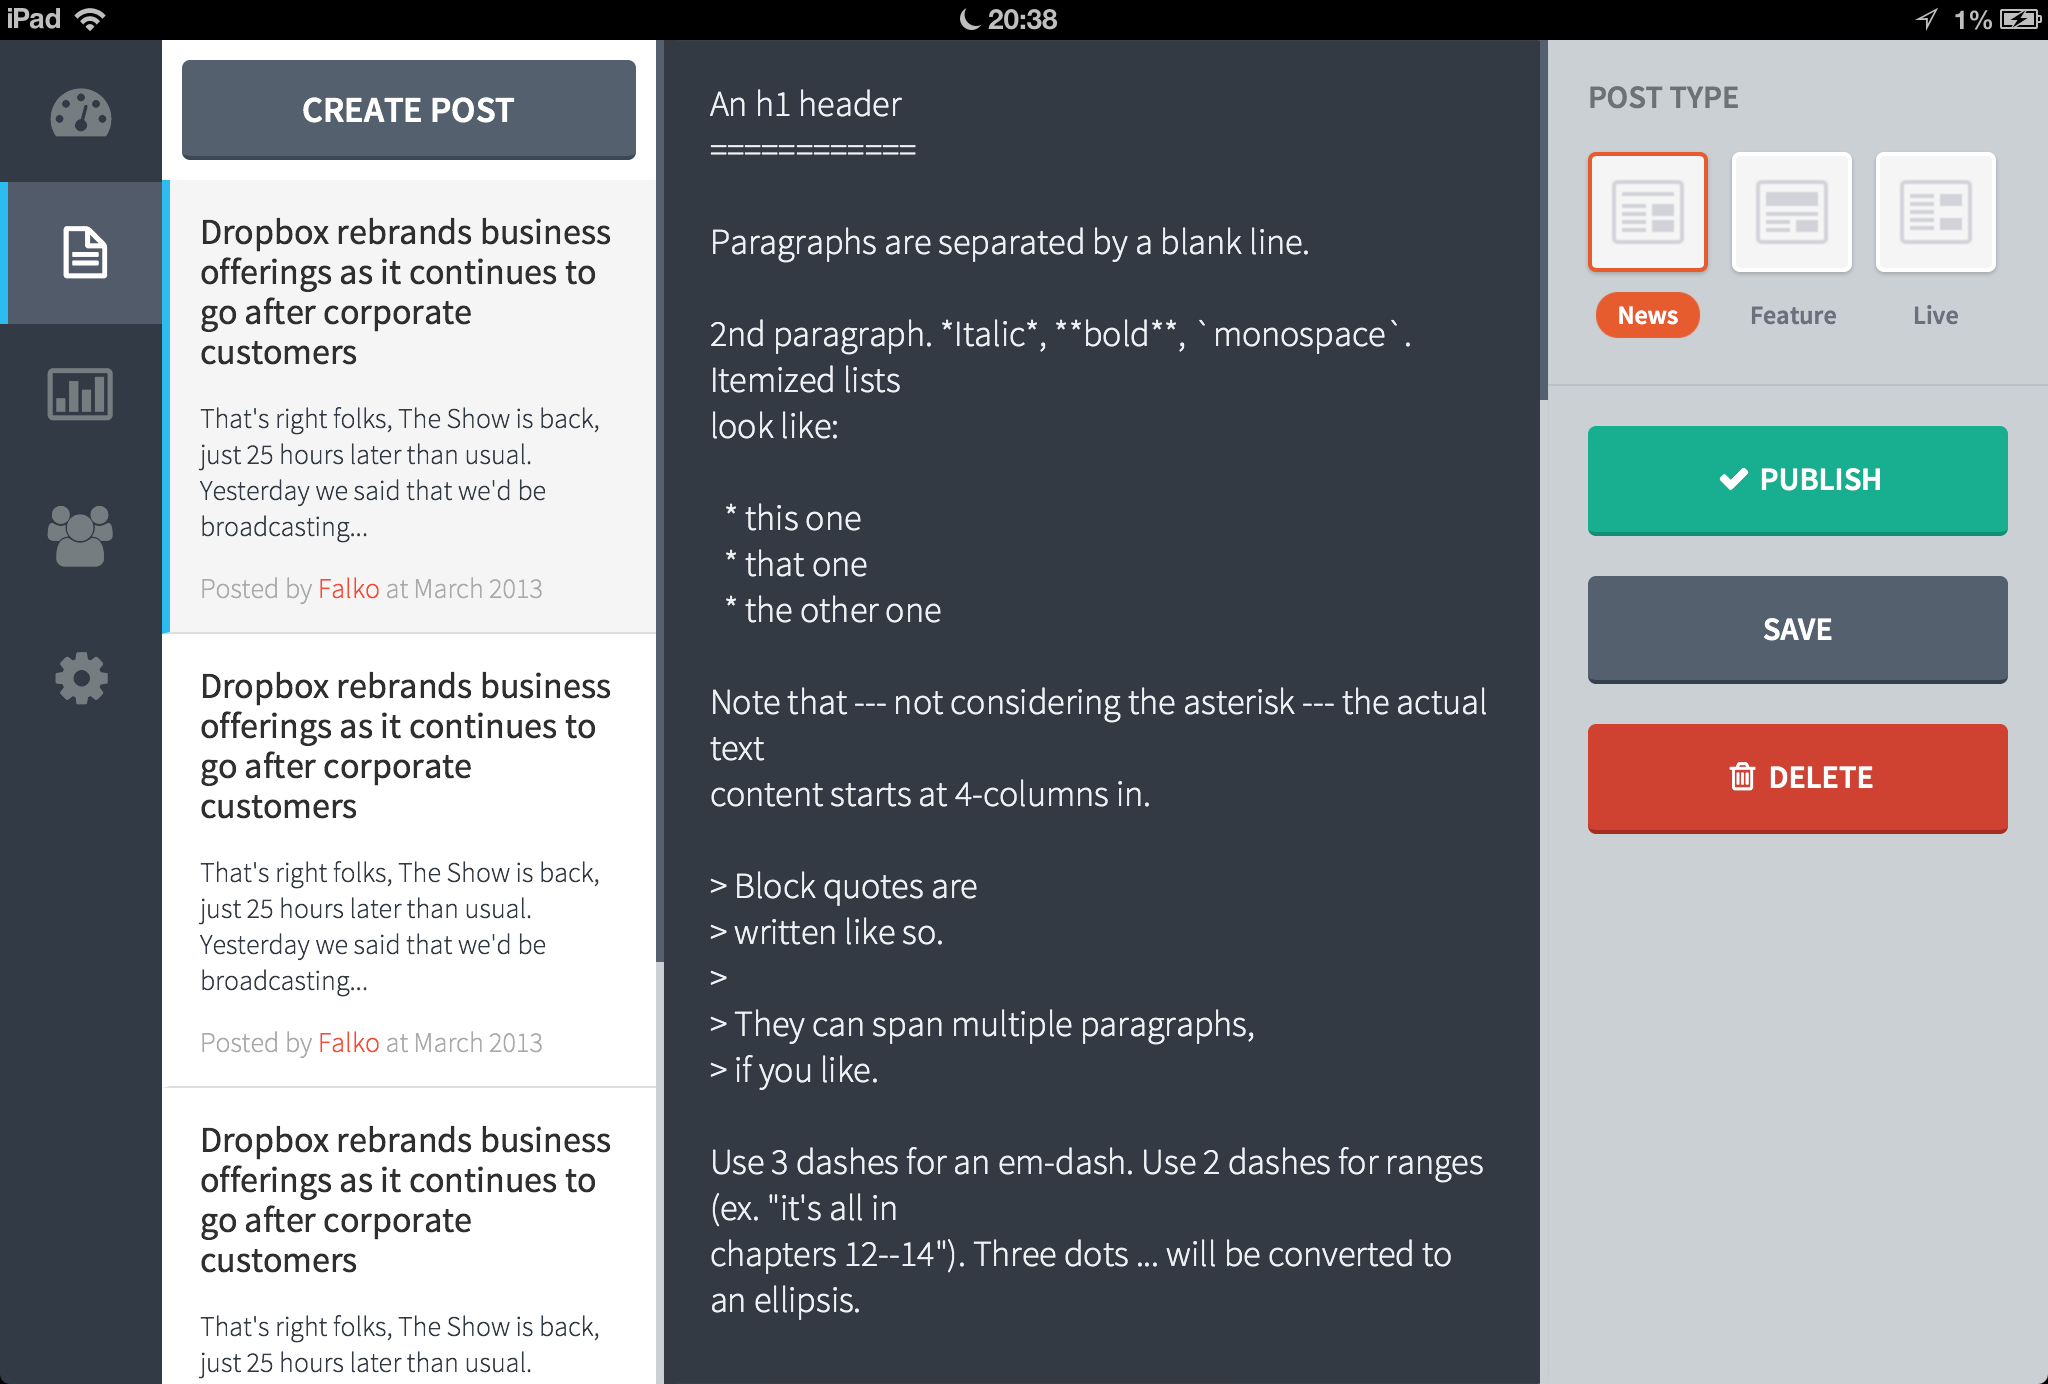 iPad 20:38 1%
CREATE POST
Dropbox rebrands business
offerings as it continues to
go after corporate
customers
That's right folks, The Show is back,
just 25 hours later than usual.
Yesterday we said that we'd be
broadcasting...
Posted by Falko at March 2013
Dropbox rebrands business
offerings as it continues to
go after corporate
customers
That's right folks, The Show is back,
just 25 hours later than usual.
Yesterday we said that we'd be
broadcasting...
Posted by Falko at March 2013
Dropbox rebrands business
offerings as it continues to
go after corporate
customers
That's right folks, The Show is back,
just 25 hours later than usual.
An h1 header
============
Paragraphs are separated by a blank line.
2nd paragraph. *Italic*, **bold**, `monospace`.
Itemized lists
look like:
* this one
* that one
* the other one
Note that --- not considering the asterisk --- the actual
text
content starts at 4-columns in.
> Block quotes are
> written like so.
>
> They can span multiple paragraphs,
> if you like.
Use 3 dashes for an em-dash. Use 2 dashes for ranges
(ex. "it's all in
chapters 12--14"). Three dots ... will be converted to
an ellipsis.
POST TYPE
News Feature Live
PUBLISH
SAVE
DELETE